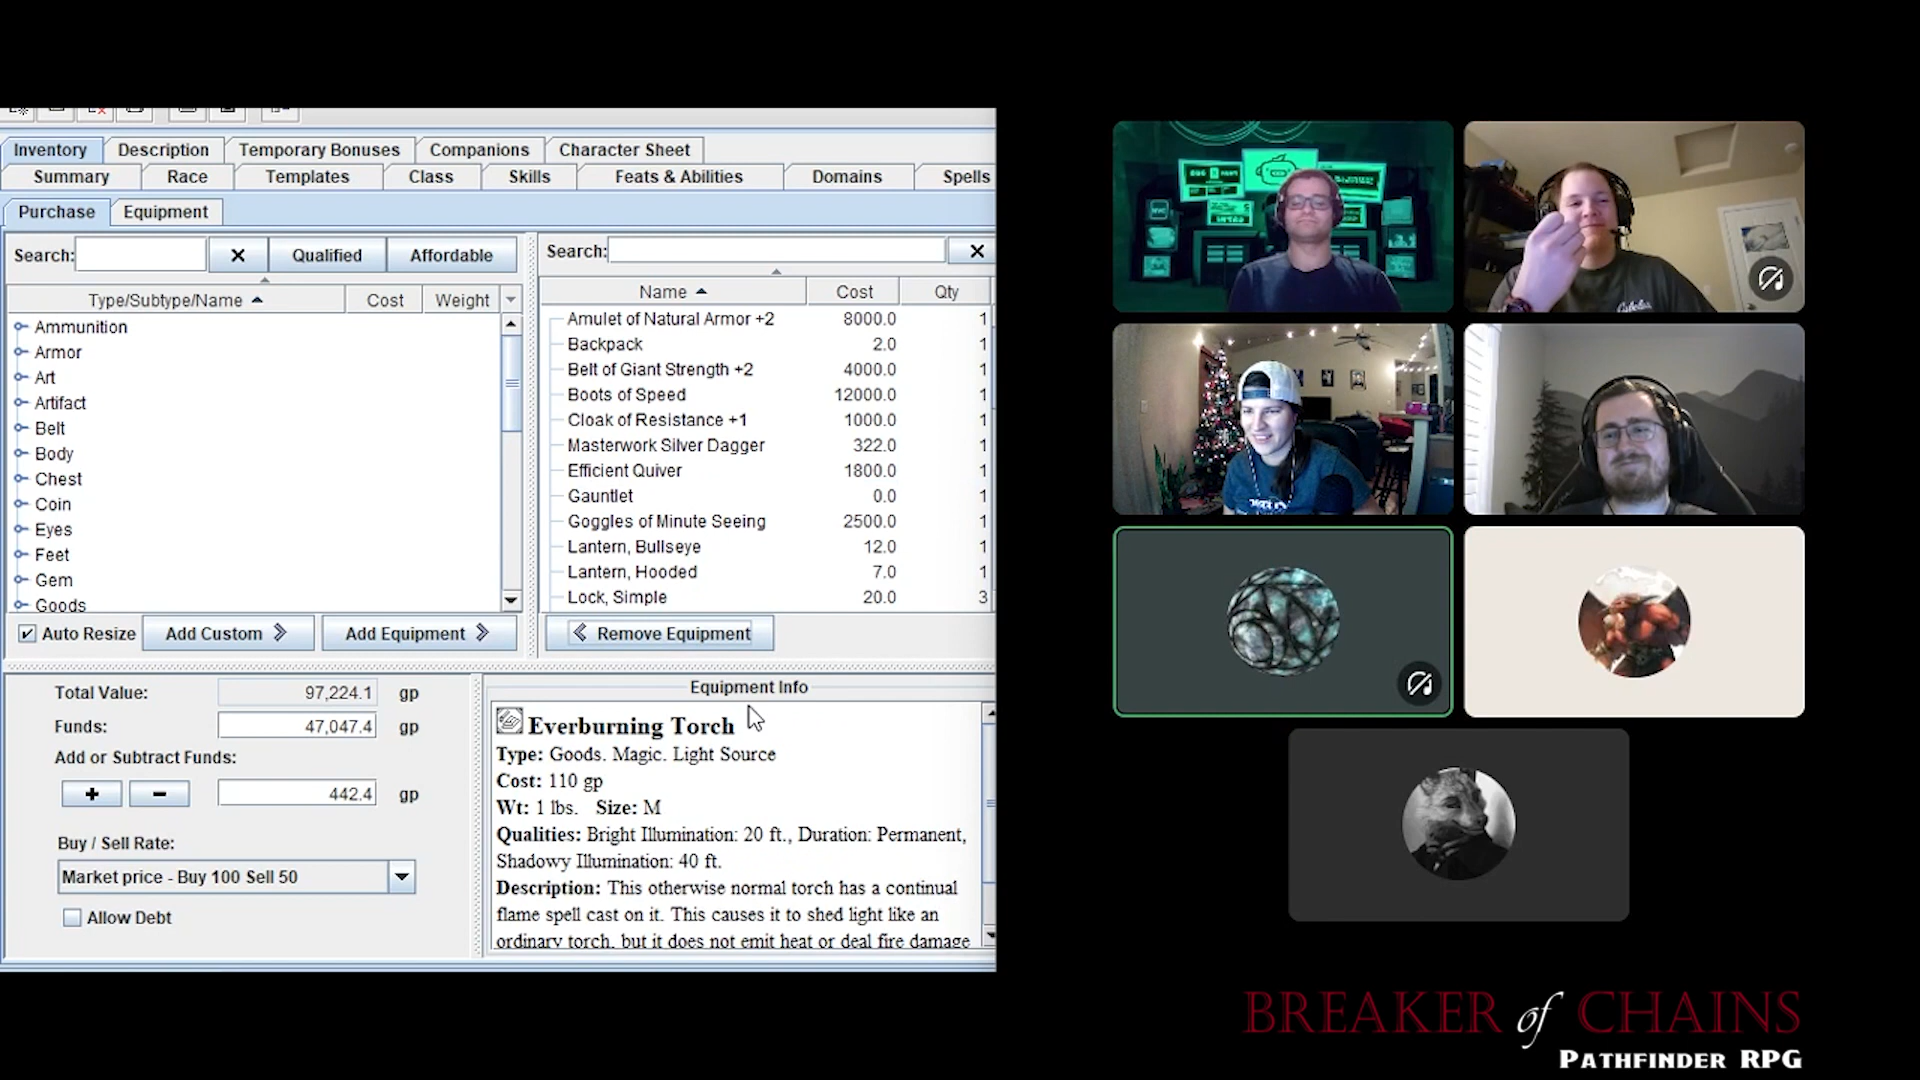 Inventory Description Temporary Bonuses Companions Character Sheet
Summary Race Templates Class Skills Feats & Abilities Domains Spells
Purchase Equipment
Search: Qualified Affordable
Type/Subtype/Name Cost Weight
Ammunition
Armor
Art
Artifact
Belt
Body
Chest
Coin
Eyes
Feet
Gem
Goods
Auto Resize Add Custom Add Equipment
Search:
Name Cost Qty
Amulet of Natural Armor +2 8000.0 1
Backpack 2.0 1
Belt of Giant Strength +2 4000.0 1
Boots of Speed 12000.0 1
Cloak of Resistance +1 1000.0 1
Masterwork Silver Dagger 322.0 1
Efficient Quiver 1800.0 1
Gauntlet 0.0 1
Goggles of Minute Seeing 2500.0 1
Lantern, Bullseye 12.0 1
Lantern, Hooded 7.0 1
Lock, Simple 20.0 3
Remove Equipment
Total Value: 97,224.1 gp
Funds: 47,047.4 gp
Add or Subtract Funds:
+ − 442.4 gp
Buy / Sell Rate:
Market price - Buy 100 Sell 50
Allow Debt
Equipment Info
Everburning Torch
Type: Goods. Magic. Light Source
Cost: 110 gp
Wt: 1 lbs. Size: M
Qualities: Bright Illumination: 20 ft., Duration: Permanent,
Shadowy Illumination: 40 ft.
Description: This otherwise normal torch has a continual
flame spell cast on it. This causes it to shed light like an
ordinary torch, but it does not emit heat or deal fire damage
BREAKER of CHAINS
PATHFINDER RPG